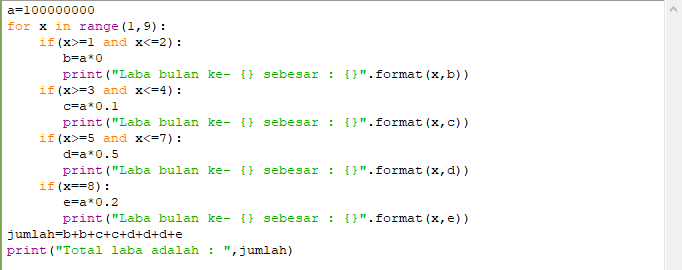 a=100000000
for x in range(1,9):
    if(x>=1 and x<=2):
        b=a*0
        print("Laba bulan ke- {} sebesar : {}".format(x,b))
    if(x>=3 and x<=4):
        c=a*0.1
        print("Laba bulan ke- {} sebesar : {}".format(x,c))
    if(x>=5 and x<=7):
        d=a*0.5
        print("Laba bulan ke- {} sebesar : {}".format(x,d))
    if(x==8):
        e=a*0.2
        print("Laba bulan ke- {} sebesar : {}".format(x,e))
jumlah=b+b+c+c+d+d+d+e
print("Total laba adalah : ",jumlah)